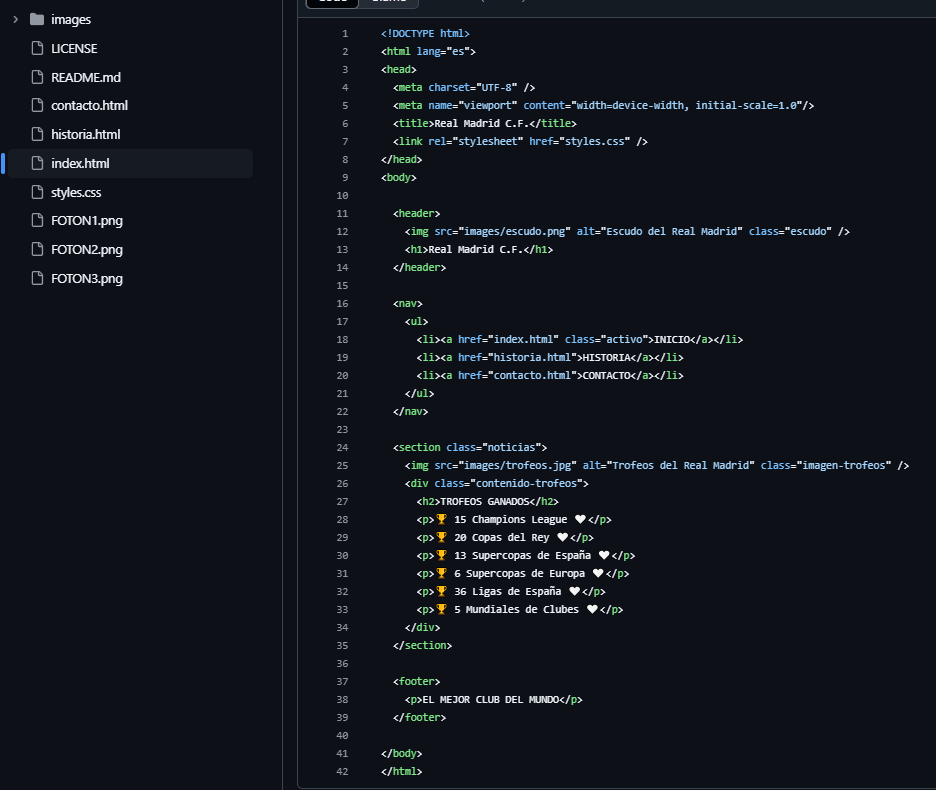 images
LICENSE
README.md
contacto.html
historia.html
index.html
styles.css
FOTON1.png
FOTON2.png
FOTON3.png
1 <!DOCTYPE html>
2 <html lang="es">
3 <head>
4 <meta charset="UTF-8" />
5 <meta name="viewport" content="width=device-width, initial-scale=1.0"/>
6 <title>Real Madrid C.F.</title>
7 <link rel="stylesheet" href="styles.css" />
8 </head>
9 <body>
10
11 <header>
12 <img src="images/escudo.png" alt="Escudo del Real Madrid" class="escudo" />
13 <h1>Real Madrid C.F.</h1>
14 </header>
15
16 <nav>
17 <ul>
18 <li><a href="index.html" class="activo">INICIO</a></li>
19 <li><a href="historia.html">HISTORIA</a></li>
20 <li><a href="contacto.html">CONTACTO</a></li>
21 </ul>
22 </nav>
23
24 <section class="noticias">
25 <img src="images/trofeos.jpg" alt="Trofeos del Real Madrid" class="imagen-trofeos" />
26 <div class="contenido-trofeos">
27 <h2>TROFEOS GANADOS</h2>
28 <p>🏆 15 Champions League 🤍</p>
29 <p>🏆 20 Copas del Rey 🤍</p>
30 <p>🏆 13 Supercopas de España 🤍</p>
31 <p>🏆 6 Supercopas de Europa 🤍</p>
32 <p>🏆 36 Ligas de España 🤍</p>
33 <p>🏆 5 Mundiales de Clubes 🤍</p>
34 </div>
35 </section>
36
37 <footer>
38 <p>EL MEJOR CLUB DEL MUNDO</p>
39 </footer>
40
41 </body>
42 </html>